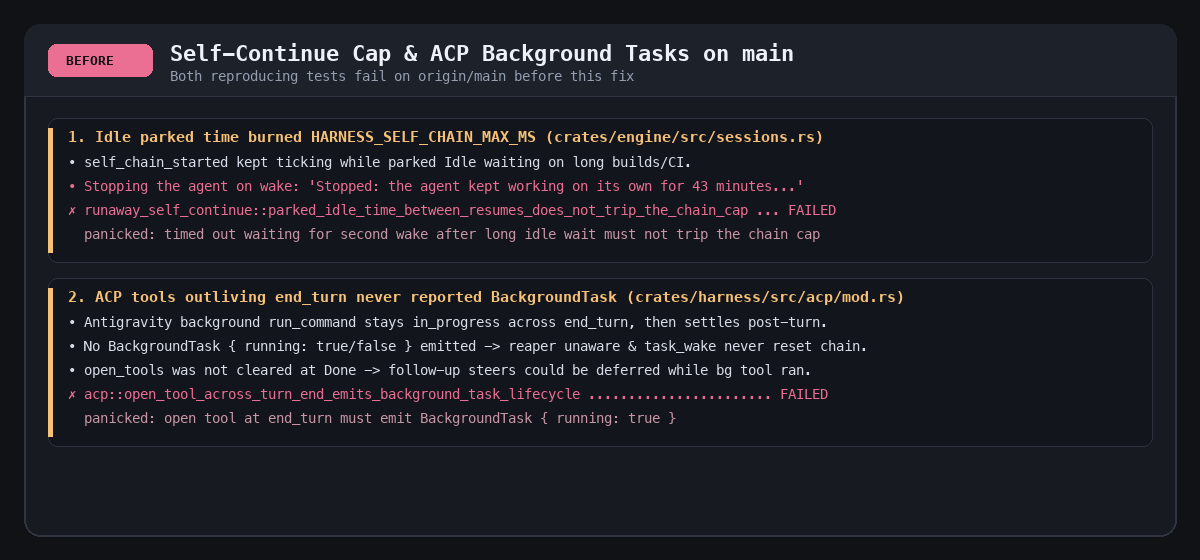 BEFORE
Self-Continue Cap & ACP Background Tasks on main
Both reproducing tests fail on origin/main before this fix
1. Idle parked time burned HARNESS_SELF_CHAIN_MAX_MS (crates/engine/src/sessions.rs)
• self_chain_started kept ticking while parked Idle waiting on long builds/CI.
• Stopping the agent on wake: 'Stopped: the agent kept working on its own for 43 minutes...'
✗ runaway_self_continue::parked_idle_time_between_resumes_does_not_trip_the_chain_cap ... FAILED
panicked: timed out waiting for second wake after long idle wait must not trip the chain cap
2. ACP tools outliving end_turn never reported BackgroundTask (crates/harness/src/acp/mod.rs)
• Antigravity background run_command stays in_progress across end_turn, then settles post-turn.
• No BackgroundTask { running: true/false } emitted -> reaper unaware & task_wake never reset chain.
• open_tools was not cleared at Done -> follow-up steers could be deferred while bg tool ran.
✗ acp::open_tool_across_turn_end_emits_background_task_lifecycle ....................... FAILED
panicked: open tool at end_turn must emit BackgroundTask { running: true }